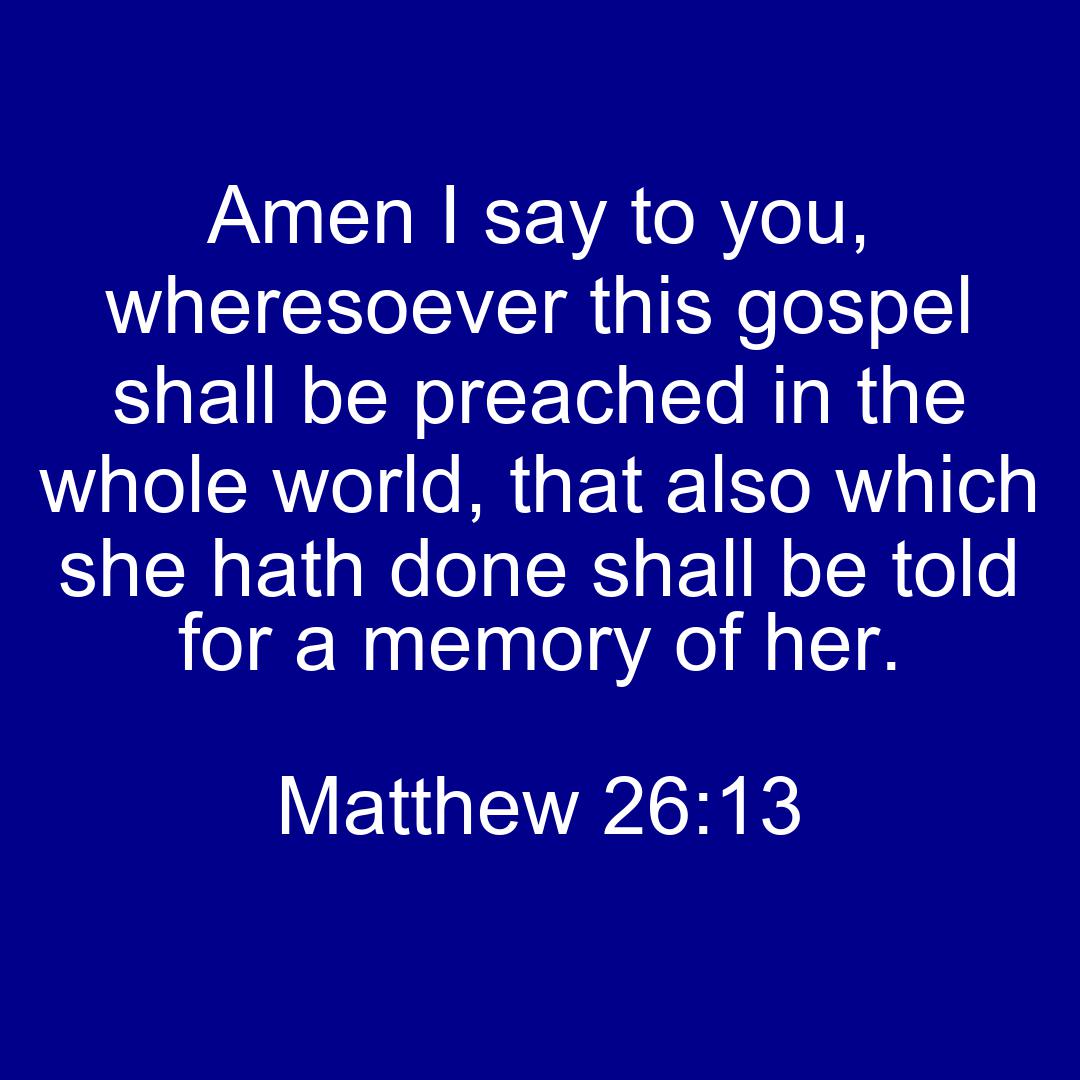 Amen I say to you,
wheresoever this gospel
shall be preached in the
whole world, that also which
she hath done shall be told
for a memory of her.
Matthew 26:13